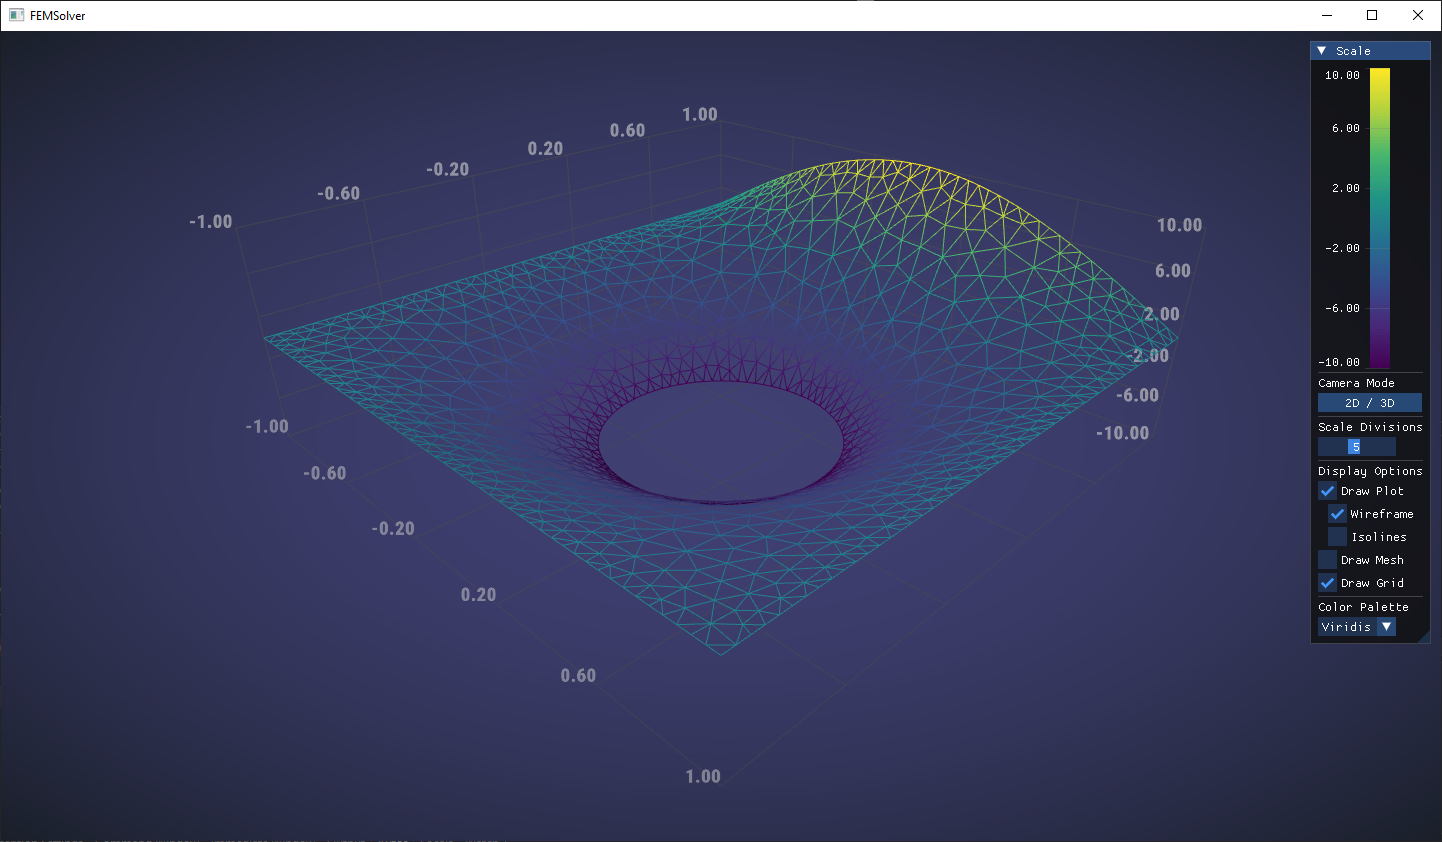 FEMSolver
Scale
10.00
6.00
2.00
-2.00
-6.00
-10.00
Camera Mode
2D / 3D
Scale Divisions
5
Display Options
Draw Plot
Wireframe
Isolines
Draw Mesh
Draw Grid
Color Palette
Viridis
1.00
0.60
0.20
-0.20
-0.60
-1.00
10.00
6.00
2.00
-2.00
-6.00
-10.00
-1.00
-0.60
-0.20
0.20
0.60
1.00